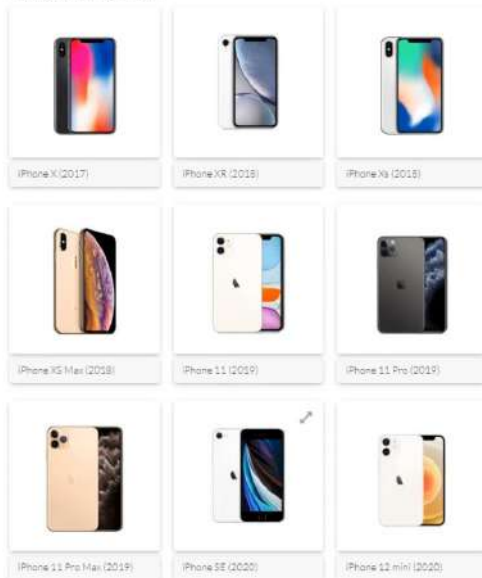 iPhone X (2017)
iPhone XR (2018)
iPhone Xs (2018)
iPhone XS Max (2018)
iPhone 11 (2019)
iPhone 11 Pro (2019)
iPhone 11 Pro Max (2019)
iPhone SE (2020)
iPhone 12 mini (2020)